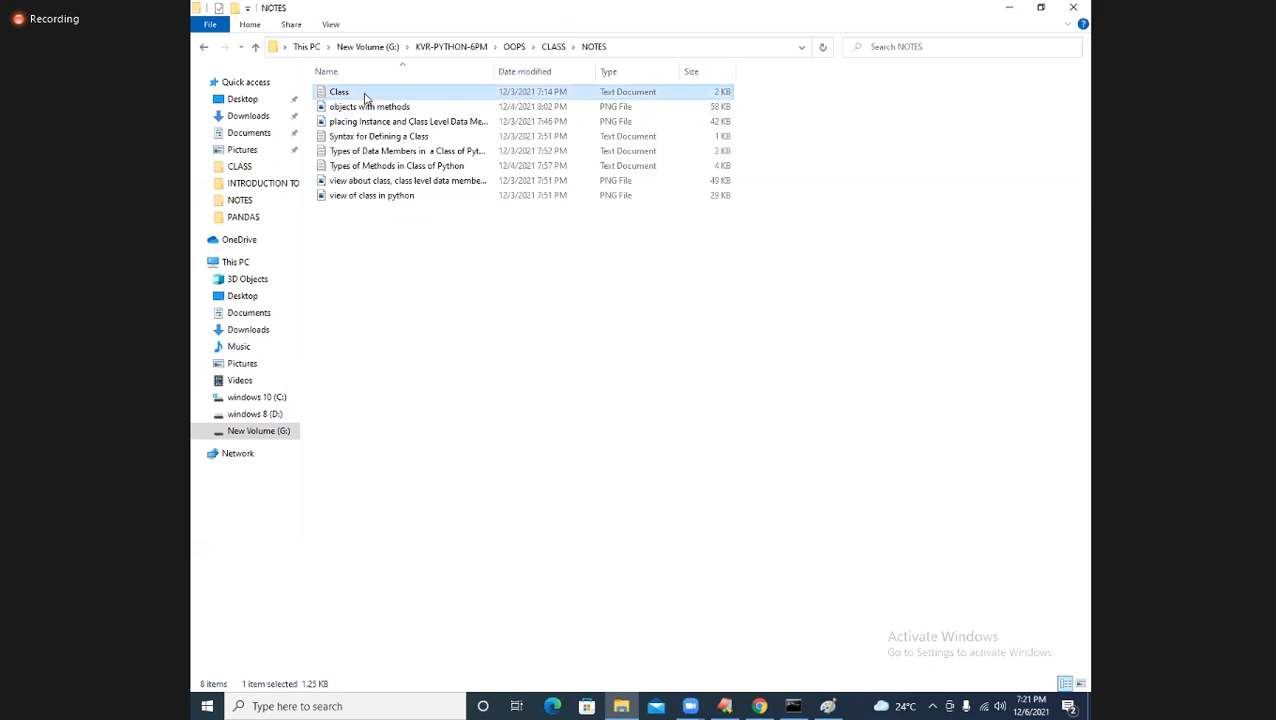 Recording
NOTES
File Home Share View
This PC New Volume (G:) KVR-PYTHON-6PM OOPS CLASS NOTES
Search NOTES
Name Date modified Type Size
Class 12/3/2021 7:14 PM Text Document 2 KB
objects with methods 12/4/2021 8:02 PM PNG File 58 KB
placing Instance and Class Level Data Me... 12/3/2021 7:46 PM PNG File 42 KB
Syntax for Defining a Class 12/3/2021 7:51 PM Text Document 1 KB
Types of Data Members in a Class of Pyt... 12/3/2021 7:52 PM Text Document 2 KB
Types of Methods in Class of Python 12/4/2021 7:57 PM Text Document 4 KB
view about class, class level data membe... 12/3/2021 7:51 PM PNG File 49 KB
view of class in python 12/3/2021 7:51 PM PNG File 29 KB
Quick access
Desktop
Downloads
Documents
Pictures
CLASS
INTRODUCTION TO
NOTES
PANDAS
OneDrive
This PC
3D Objects
Desktop
Documents
Downloads
Music
Pictures
Videos
windows 10 (C:)
windows 8 (D:)
New Volume (G:)
Network
Activate Windows
Go to Settings to activate Windows.
8 items 1 item selected 1.25 KB
Type here to search
24°C
7:21 PM
12/6/2021
2